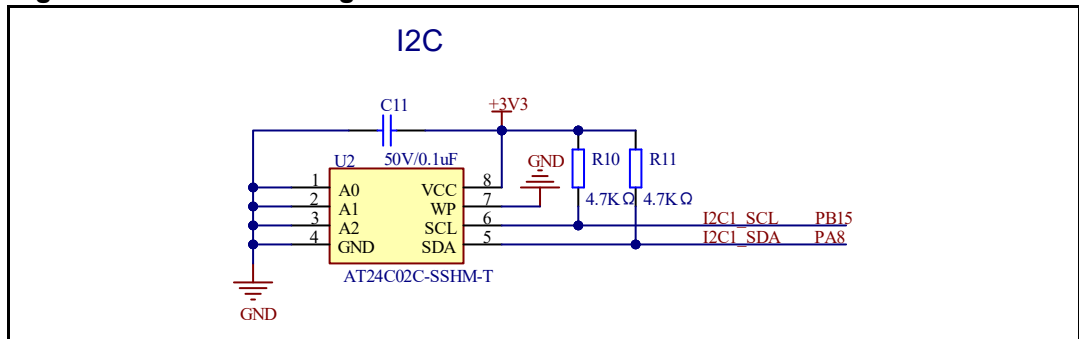 I2C
C11
+3V3
U2
50V/0.1uF
GND
R10
R11
1
A0
VCC
8
2
A1
WP
7
4.7KΩ
4.7KΩ
3
A2
SCL
6
I2C1_SCL
PB15
4
GND
SDA
5
I2C1_SDA
PA8
AT24C02C-SSHM-T
GND